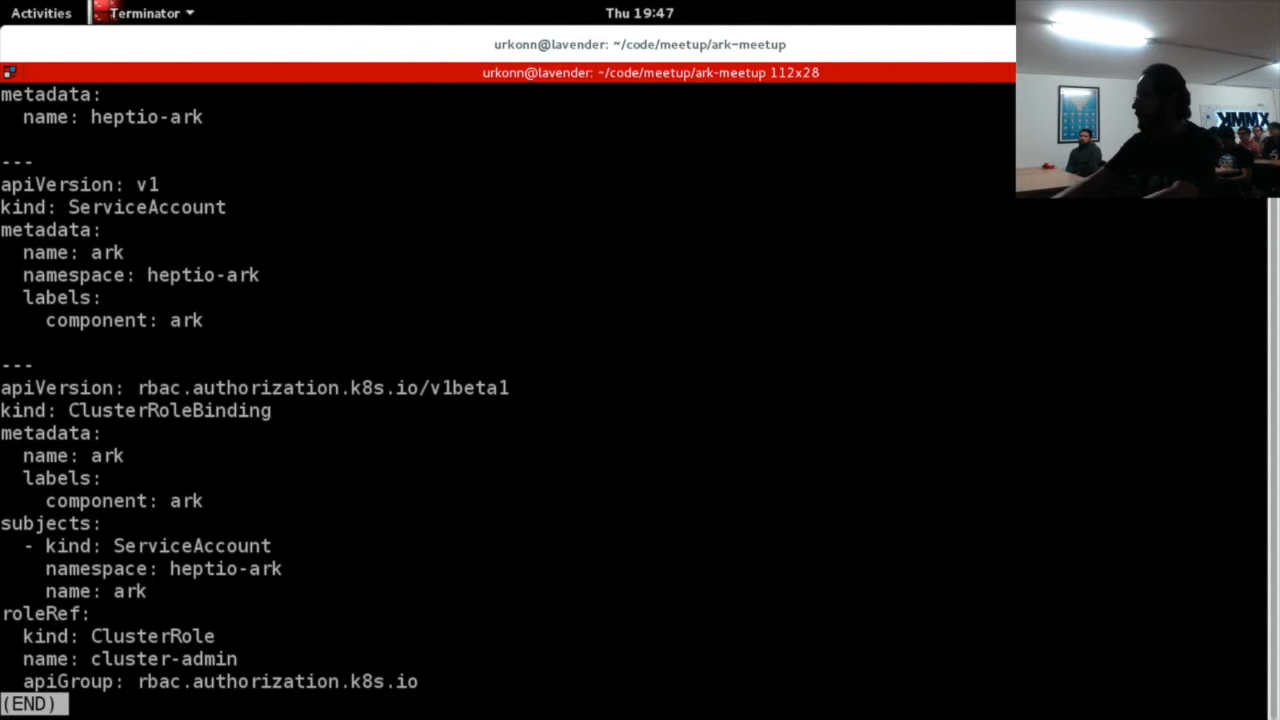 Activities
Terminator
Thu 19:47
urkonn@lavender: ~/code/meetup/ark-meetup
urkonn@lavender: ~/code/meetup/ark-meetup 112x28
metadata:
  name: heptio-ark

---
apiVersion: v1
kind: ServiceAccount
metadata:
  name: ark
  namespace: heptio-ark
  labels:
    component: ark

---
apiVersion: rbac.authorization.k8s.io/v1beta1
kind: ClusterRoleBinding
metadata:
  name: ark
  labels:
    component: ark
subjects:
  - kind: ServiceAccount
    namespace: heptio-ark
    name: ark
roleRef:
  kind: ClusterRole
  name: cluster-admin
  apiGroup: rbac.authorization.k8s.io
(END)